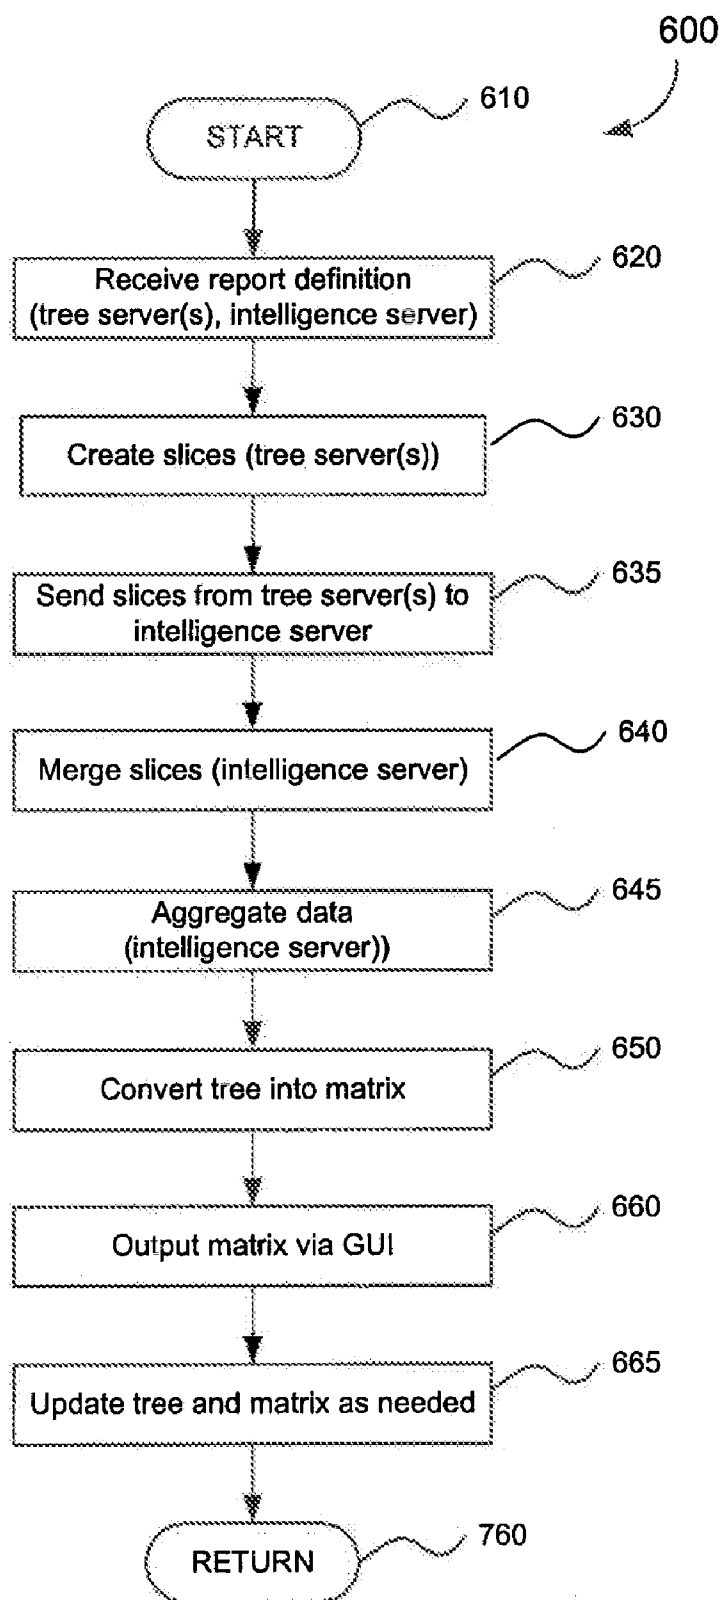 600
START
610
Receive report definition
(tree server(s), intelligence server)
620
Create slices (tree server(s))
630
Send slices from tree server(s) to
intelligence server
635
Merge slices (intelligence server)
640
Aggregate data
(intelligence server))
645
Convert tree into matrix
650
Output matrix via GUI
660
Update tree and matrix as needed
665
RETURN
760